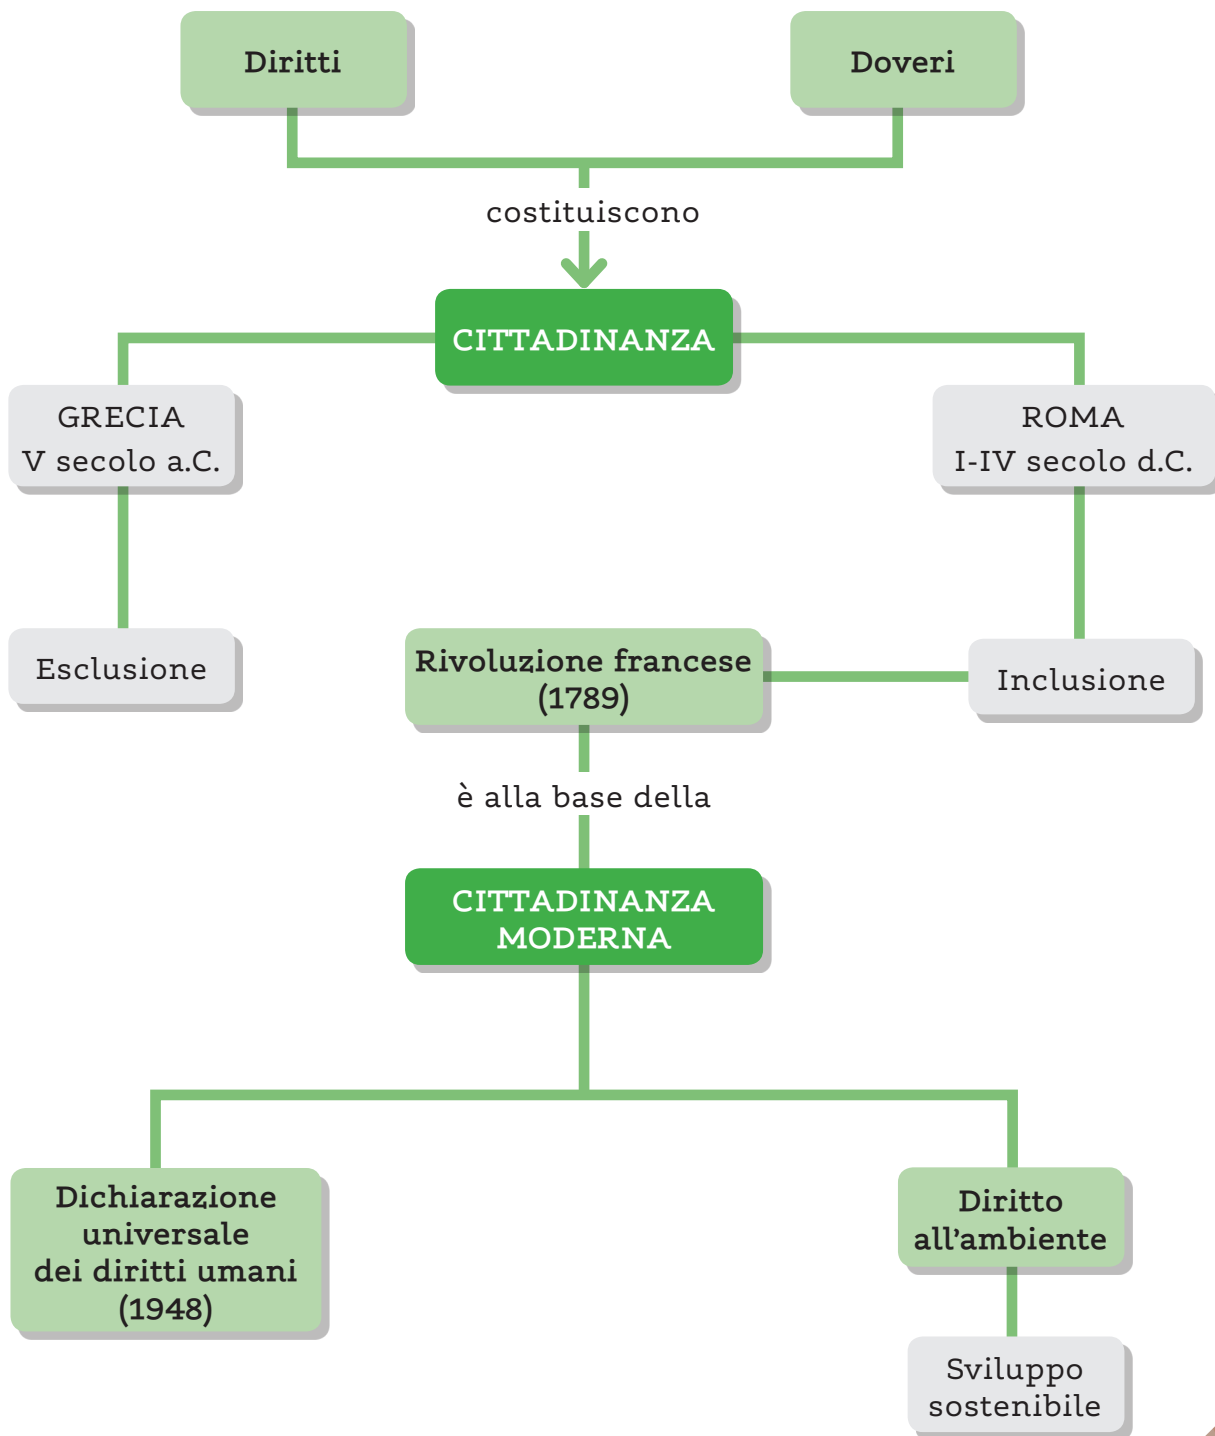 Diritti
Doveri
costituiscono
CITTADINANZA
GRECIA
V secolo a.C.
ROMA
I-IV secolo d.C.
Esclusione
Rivoluzione francese
(1789)
Inclusione
è alla base della
CITTADINANZA
MODERNA
Dichiarazione
universale
dei diritti umani
(1948)
Diritto
all'ambiente
Sviluppo
sostenibile